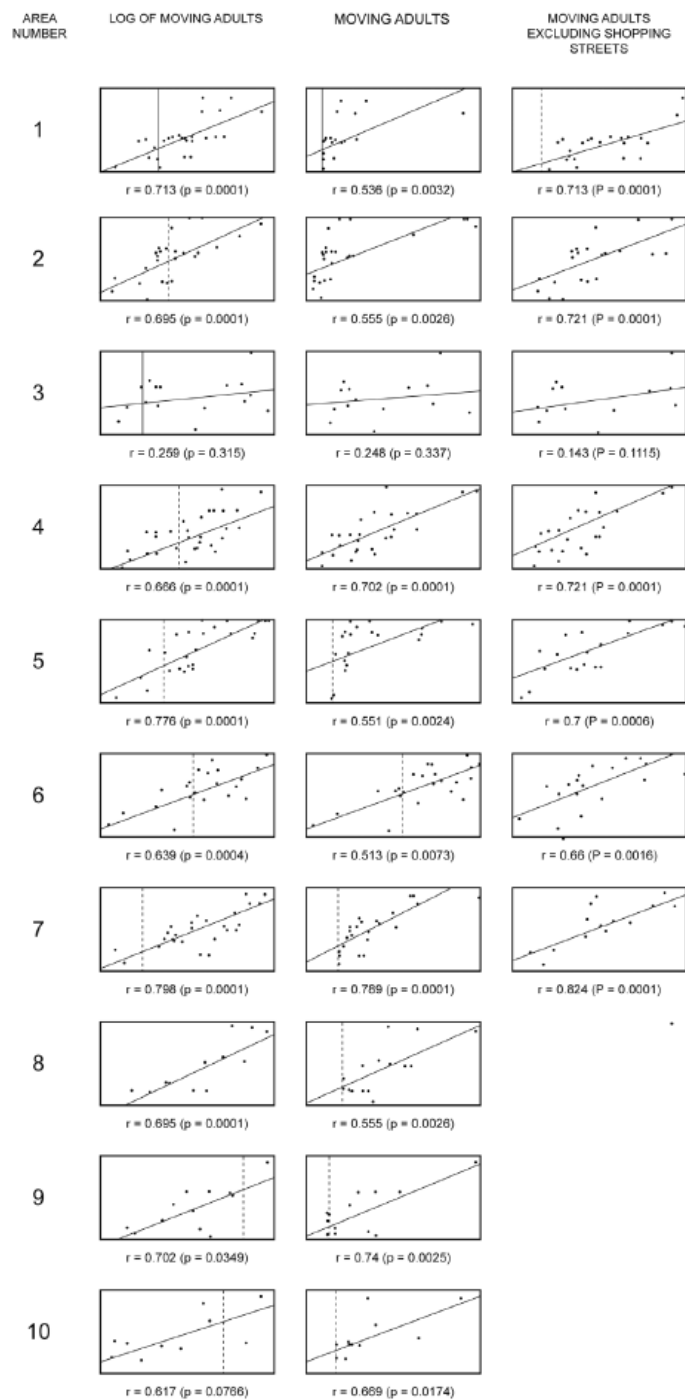 AREA NUMBER
LOG OF MOVING ADULTS
MOVING ADULTS
MOVING ADULTS EXCLUDING SHOPPING STREETS
1
r = 0.713 (p = 0.0001)
r = 0.536 (p = 0.0032)
r = 0.713 (P = 0.0001)
2
r = 0.695 (p = 0.0001)
r = 0.555 (p = 0.0026)
r = 0.721 (P = 0.0001)
3
r = 0.259 (p = 0.315)
r = 0.248 (p = 0.337)
r = 0.143 (P = 0.1115)
4
r = 0.666 (p = 0.0001)
r = 0.702 (p = 0.0001)
r = 0.721 (P = 0.0001)
5
r = 0.776 (p = 0.0001)
r = 0.551 (p = 0.0024)
r = 0.7 (P = 0.0006)
6
r = 0.639 (p = 0.0004)
r = 0.513 (p = 0.0073)
r = 0.66 (P = 0.0016)
7
r = 0.798 (p = 0.0001)
r = 0.789 (p = 0.0001)
r = 0.824 (P = 0.0001)
8
r = 0.695 (p = 0.0001)
r = 0.555 (p = 0.0026)
9
r = 0.702 (p = 0.0349)
r = 0.74 (p = 0.0025)
10
r = 0.617 (p = 0.0766)
r = 0.669 (p = 0.0174)